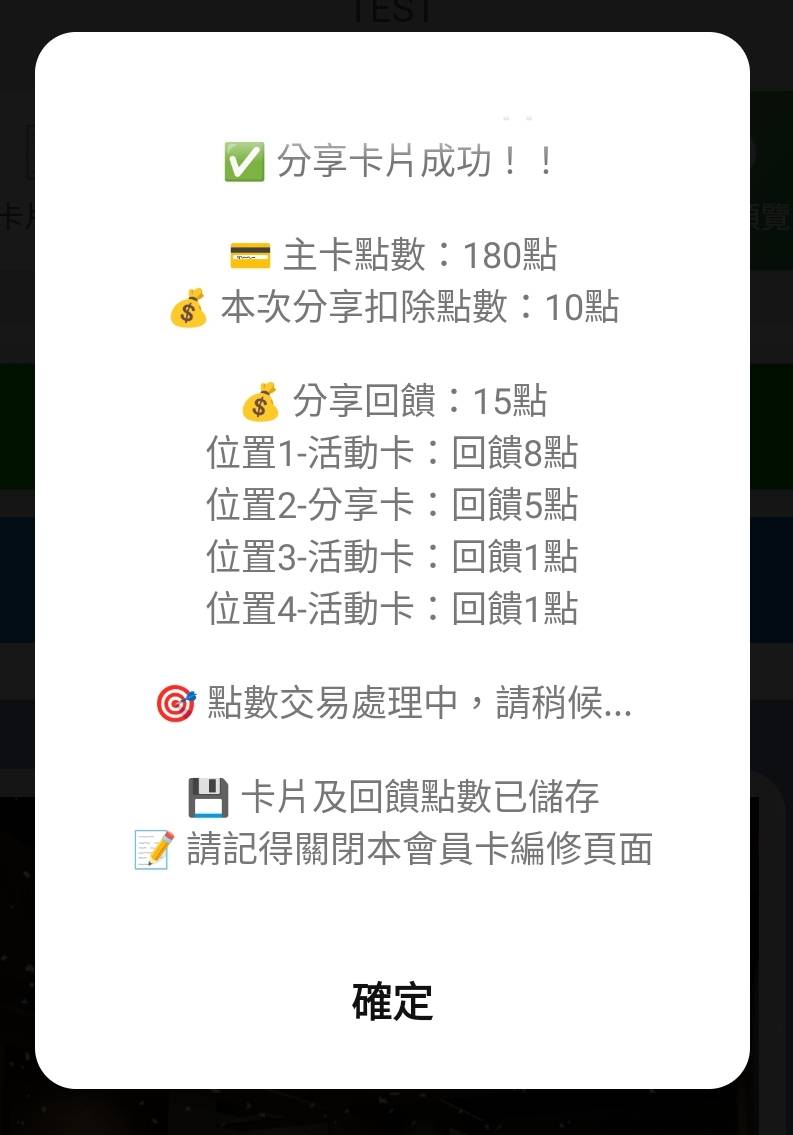 TEST
✅ 分享卡片成功！！
💳 主卡點數：180點
💰 本次分享扣除點數：10點
💰 分享回饋：15點
位置1-活動卡：回饋8點
位置2-分享卡：回饋5點
位置3-活動卡：回饋1點
位置4-活動卡：回饋1點
🎯 點數交易處理中，請稍候...
💾 卡片及回饋點數已儲存
📝 請記得關閉本會員卡編修頁面
確定